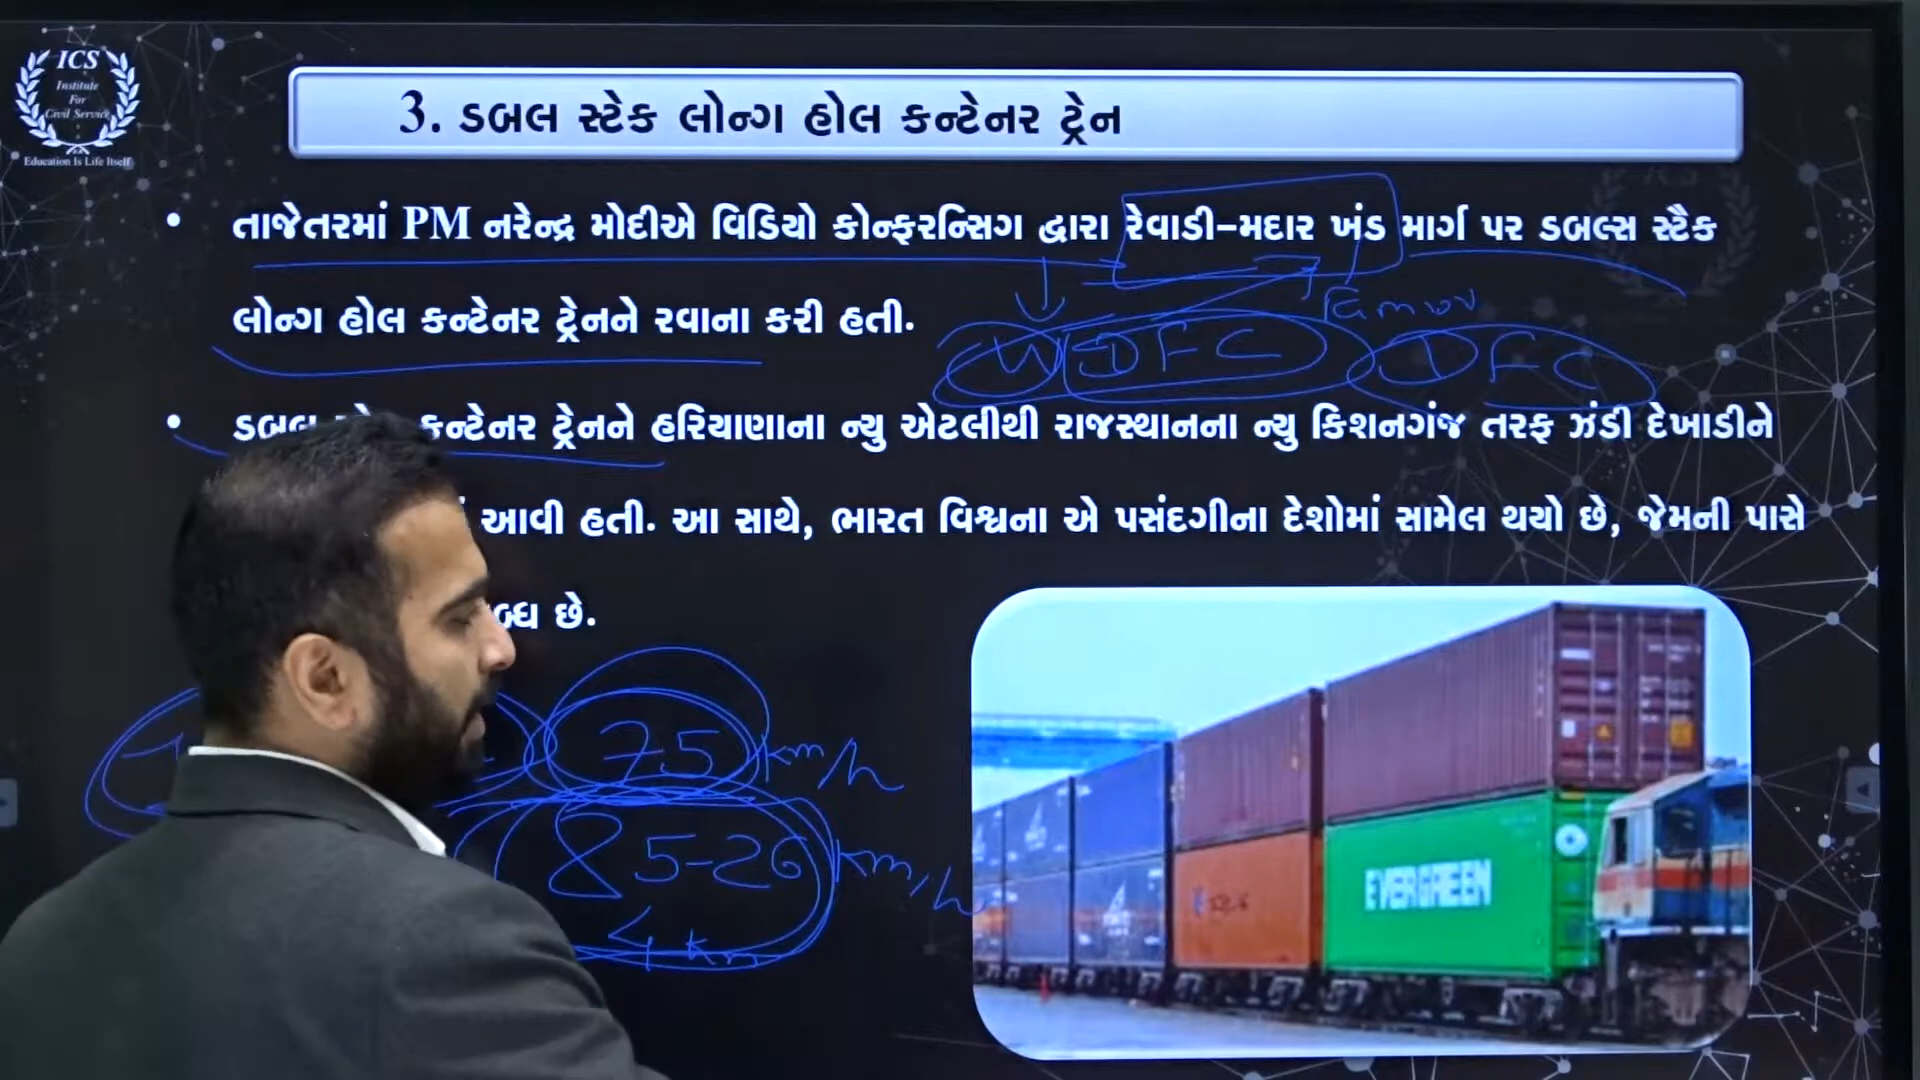 ICS
Institute
For
Civil Service
Education Is Life Itself
3. ડબલ સ્ટેક લોન્ગ હોલ કન્ટેનર ટ્રેન
• તાજેતરમાં PM નરેન્દ્ર મોદીએ વિડિયો કોન્ફરન્સિગ દ્વારા રેવાડી–મદાર ખંડ માર્ગ પર ડબલ્સ સ્ટૈક
લોન્ગ હોલ કન્ટેનર ટ્રેનને રવાના કરી હતી.
WDFC DFC
• ડબલ કન્ટેનર ટ્રેનને હરિયાણાના ન્યુ એટલીથી રાજસ્થાનના ન્યુ કિશનગંજ તરફ ઝંડી દેખાડીને
આવી હતી. આ સાથે, ભારત વિશ્વના એ પસંદગીના દેશોમાં સામેલ થયો છે, જેમની પાસે
છે.
75 km/h
85-26 km/h
4 km
EVERGREEN